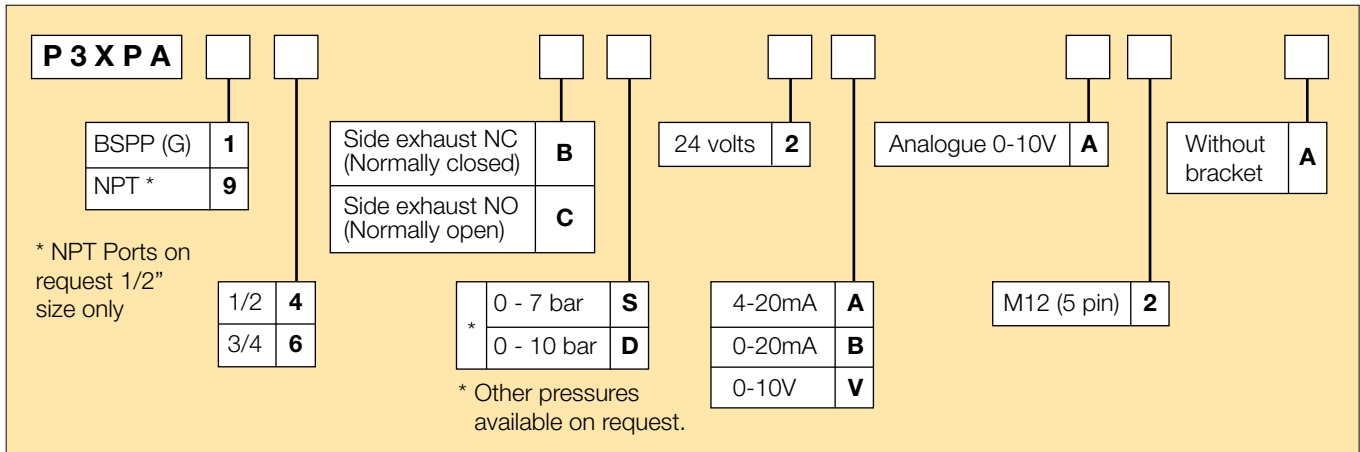 P3XPA
BSPP (G) 1
NPT * 9
* NPT Ports on
request 1/2”
size only
1/2 4
3/4 6
Side exhaust NC
(Normally closed) B
Side exhaust NO
(Normally open) C
* 0 - 7 bar S
0 - 10 bar D
* Other pressures
available on request.
24 volts 2
4-20mA A
0-20mA B
0-10V V
Analogue 0-10V A
M12 (5 pin) 2
Without
bracket A